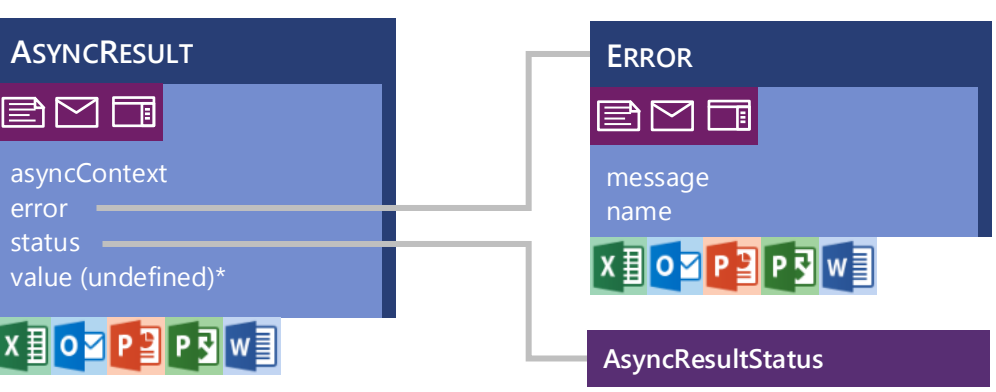 ASYNCRESULT
asyncContext
error
status
value (undefined)*
X O P P W
ERROR
message
name
X O P P W
AsyncResultStatus